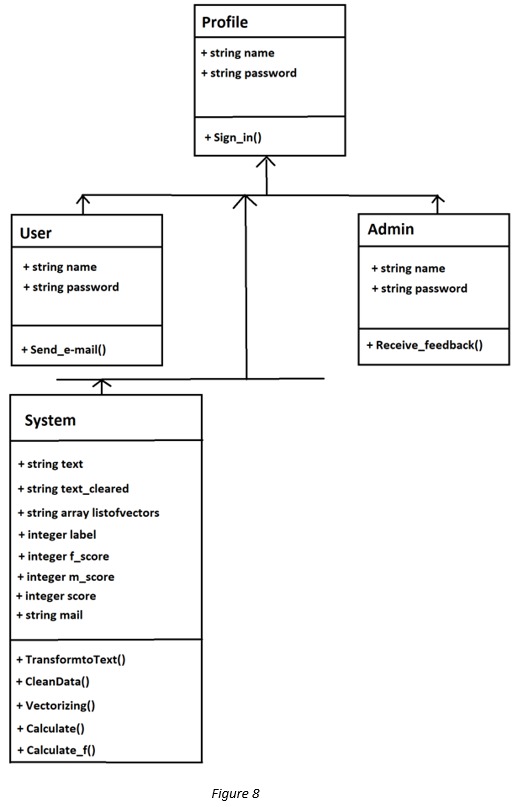 Profile
+ string name
+ string password
+ Sign_in()
User
+ string name
+ string password
+ Send_e-mail()
Admin
+ string name
+ string password
+ Receive_feedback()
System
+ string text
+ string text_cleared
+ string array listofvectors
+ integer label
+ integer f_score
+ integer m_score
+ integer score
+ string mail
+ TransformtoText()
+ CleanData()
+ Vectorizing()
+ Calculate()
+ Calculate_f()
Figure 8